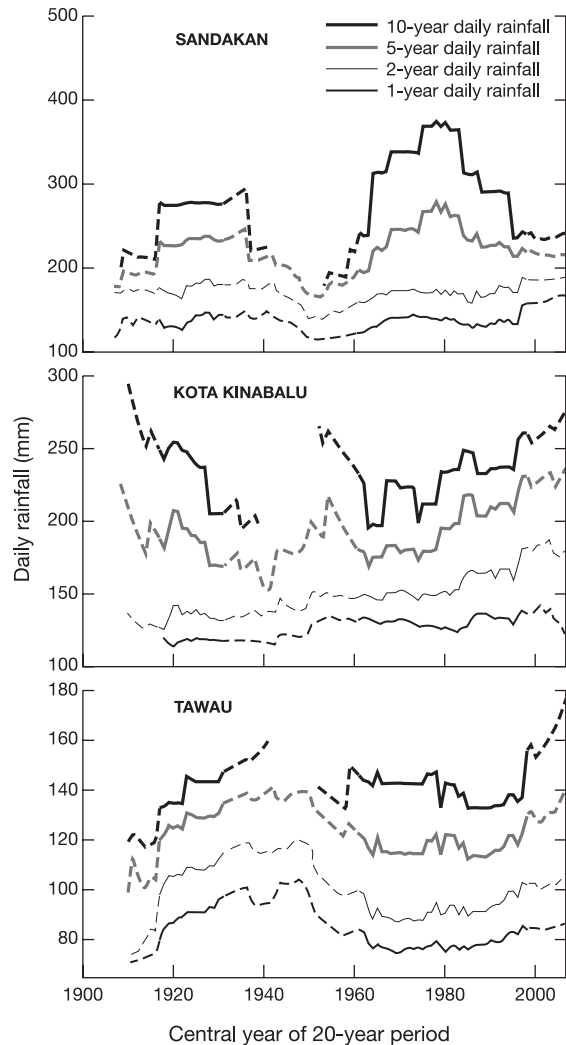 500
SANDAKAN
10-year daily rainfall
5-year daily rainfall
2-year daily rainfall
1-year daily rainfall
400
300
200
100
300
KOTA KINABALU
250
200
150
100
Daily rainfall (mm)
180
TAWAU
160
140
120
100
80
1900 1920 1940 1960 1980 2000
Central year of 20-year period